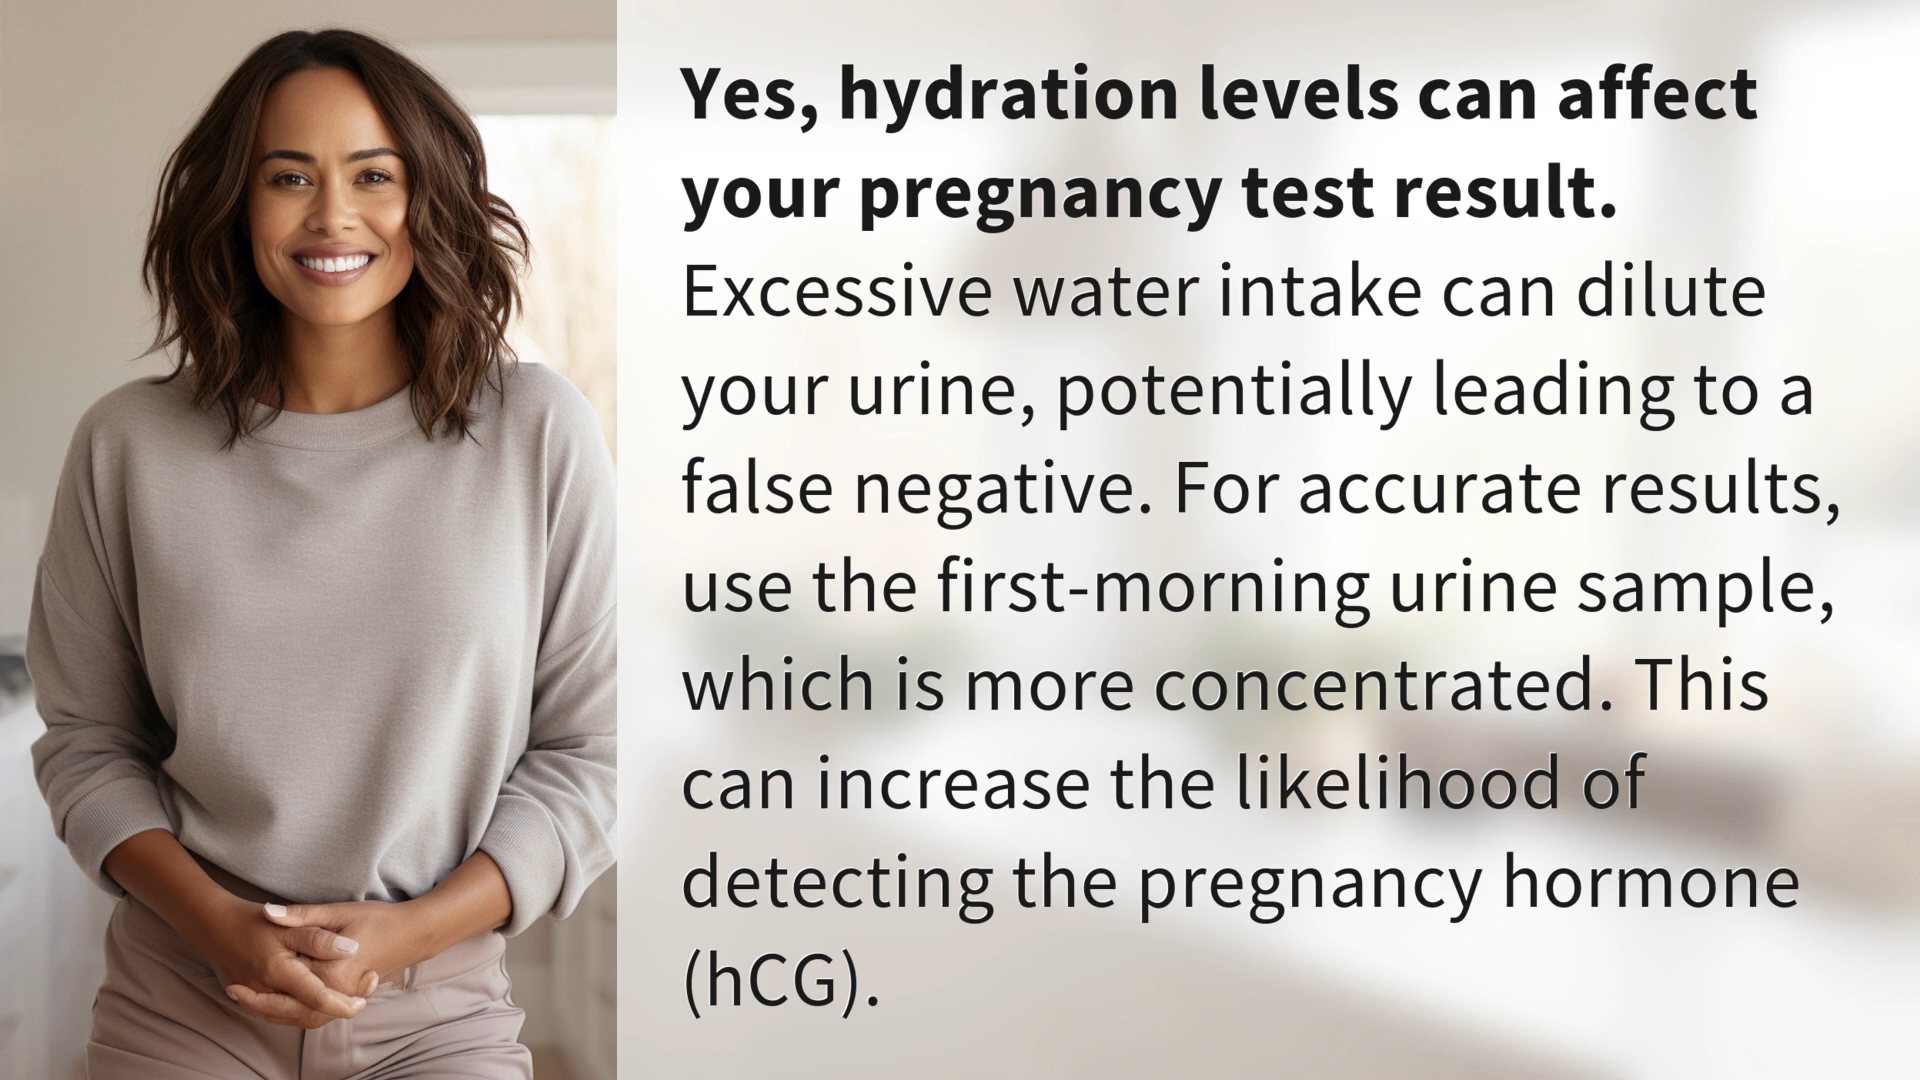 Yes, hydration levels can affect
your pregnancy test result.
Excessive water intake can dilute
your urine, potentially leading to a
false negative. For accurate results,
use the first-morning urine sample,
which is more concentrated. This
can increase the likelihood of
detecting the pregnancy hormone
(hCG).